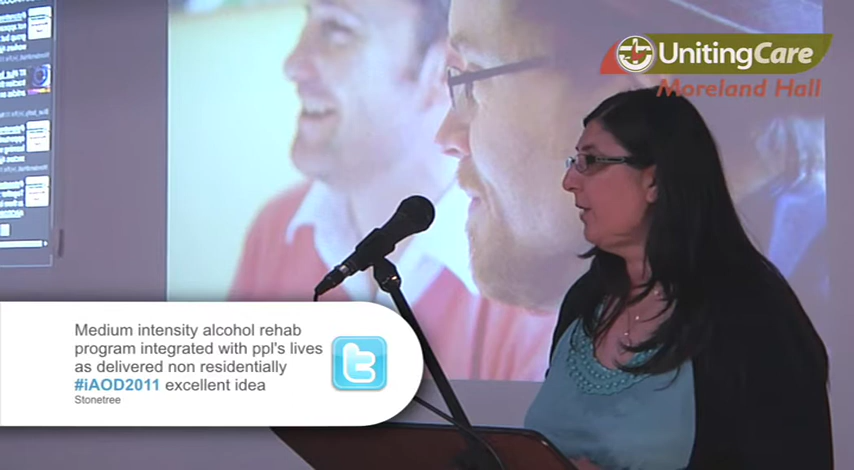 UnitingCare
Moreland Hall
Medium intensity alcohol rehab
program integrated with ppl's lives
as delivered non residentially
#iAOD2011 excellent idea
Stonetree